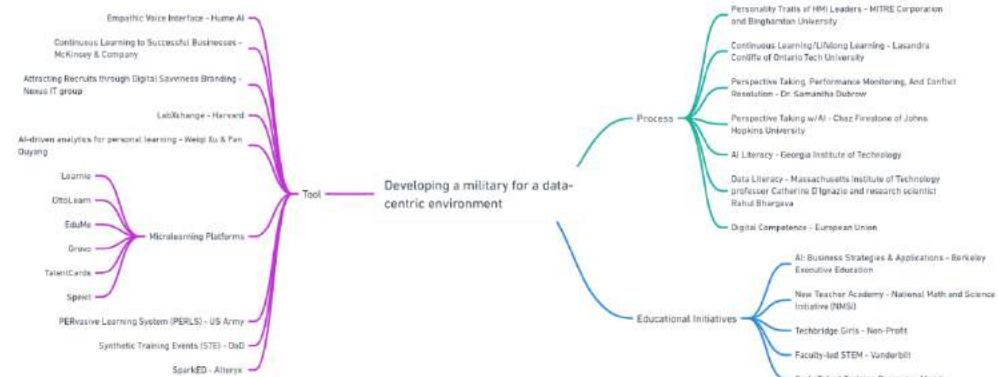 Empathic Voice Interface - Hume AI
Continuous Learning to Successful Businesses -
McKinsey & Company
Attracting Recruits through Digital Savviness Branding -
Nexus IT group
LabXchange - Harvard
AI-driven analytics for personal learning - Weiqi Xu & Fan
Ouyang
Learnie
OttoLearn
EduMe
Grovo
TalentCards
Spekit
Microlearning Platforms
PERvasive Learning System (PERLS) - US Army
Synthetic Training Events (STE) - DoD
SparkED - Alteryx
Tool
Developing a military for a data-
centric environment
Process
Personality Traits of HMI Leaders - MITRE Corporation
and Binghamton University
Continuous Learning/Lifelong Learning - Lasandra
Conliffe of Ontario Tech University
Perspective Taking, Performance Monitoring, And Conflict
Resolution - Dr. Samantha Dubrow
Perspective Taking w/AI - Chaz Firestone of Johns
Hopkins University
AI Literacy - Georgia Institute of Technology
Data Literacy - Massachusetts Institute of Technology
professor Catherine D'Ignazio and research scientist
Rahul Bhargava
Digital Competence - European Union
Educational Initiatives
AI: Business Strategies & Applications - Berkeley
Executive Education
New Teacher Academy - National Math and Science
Initiative (NMSI)
Techbridge Girls - Non-Profit
Faculty-led STEM - Vanderbilt